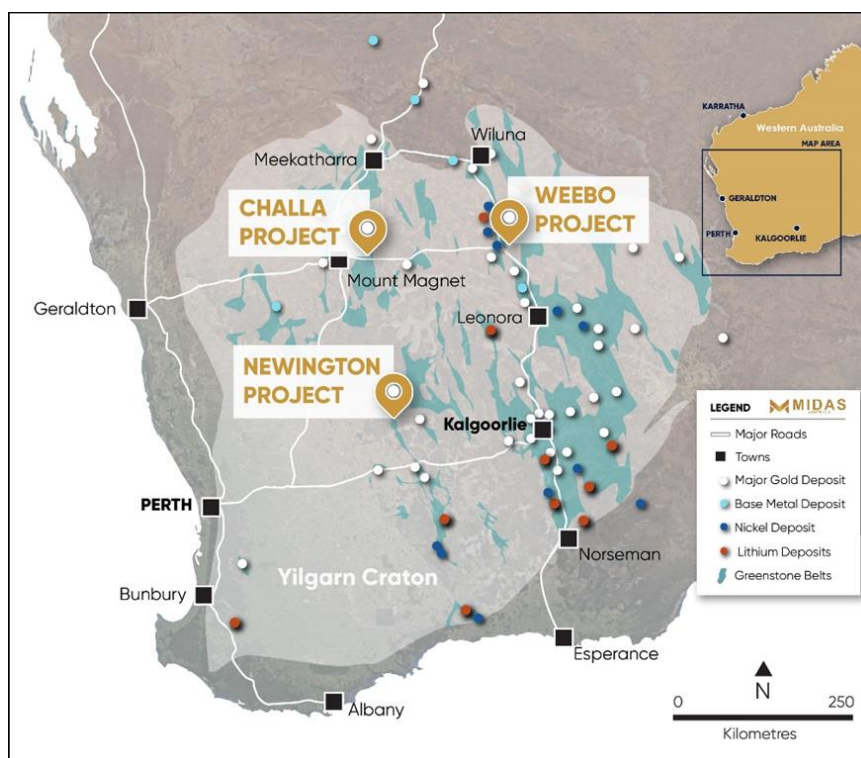 KARRATHA
Western Australia
MAP AREA
GERALDTON
PERTH
KALGOORLIE
Wiluna
Meekatharra
CHALLA
PROJECT
WEEBO
PROJECT
Mount Magnet
Geraldton
Leonora
NEWINGTON
PROJECT
Kalgoorlie
LEGEND
MIDAS
Major Roads
Towns
Major Gold Deposit
Base Metal Deposit
Nickel Deposit
Lithium Deposits
Greenstone Belts
PERTH
Norseman
Yilgarn Craton
Bunbury
Esperance
Albany
N
0 250
Kilometres